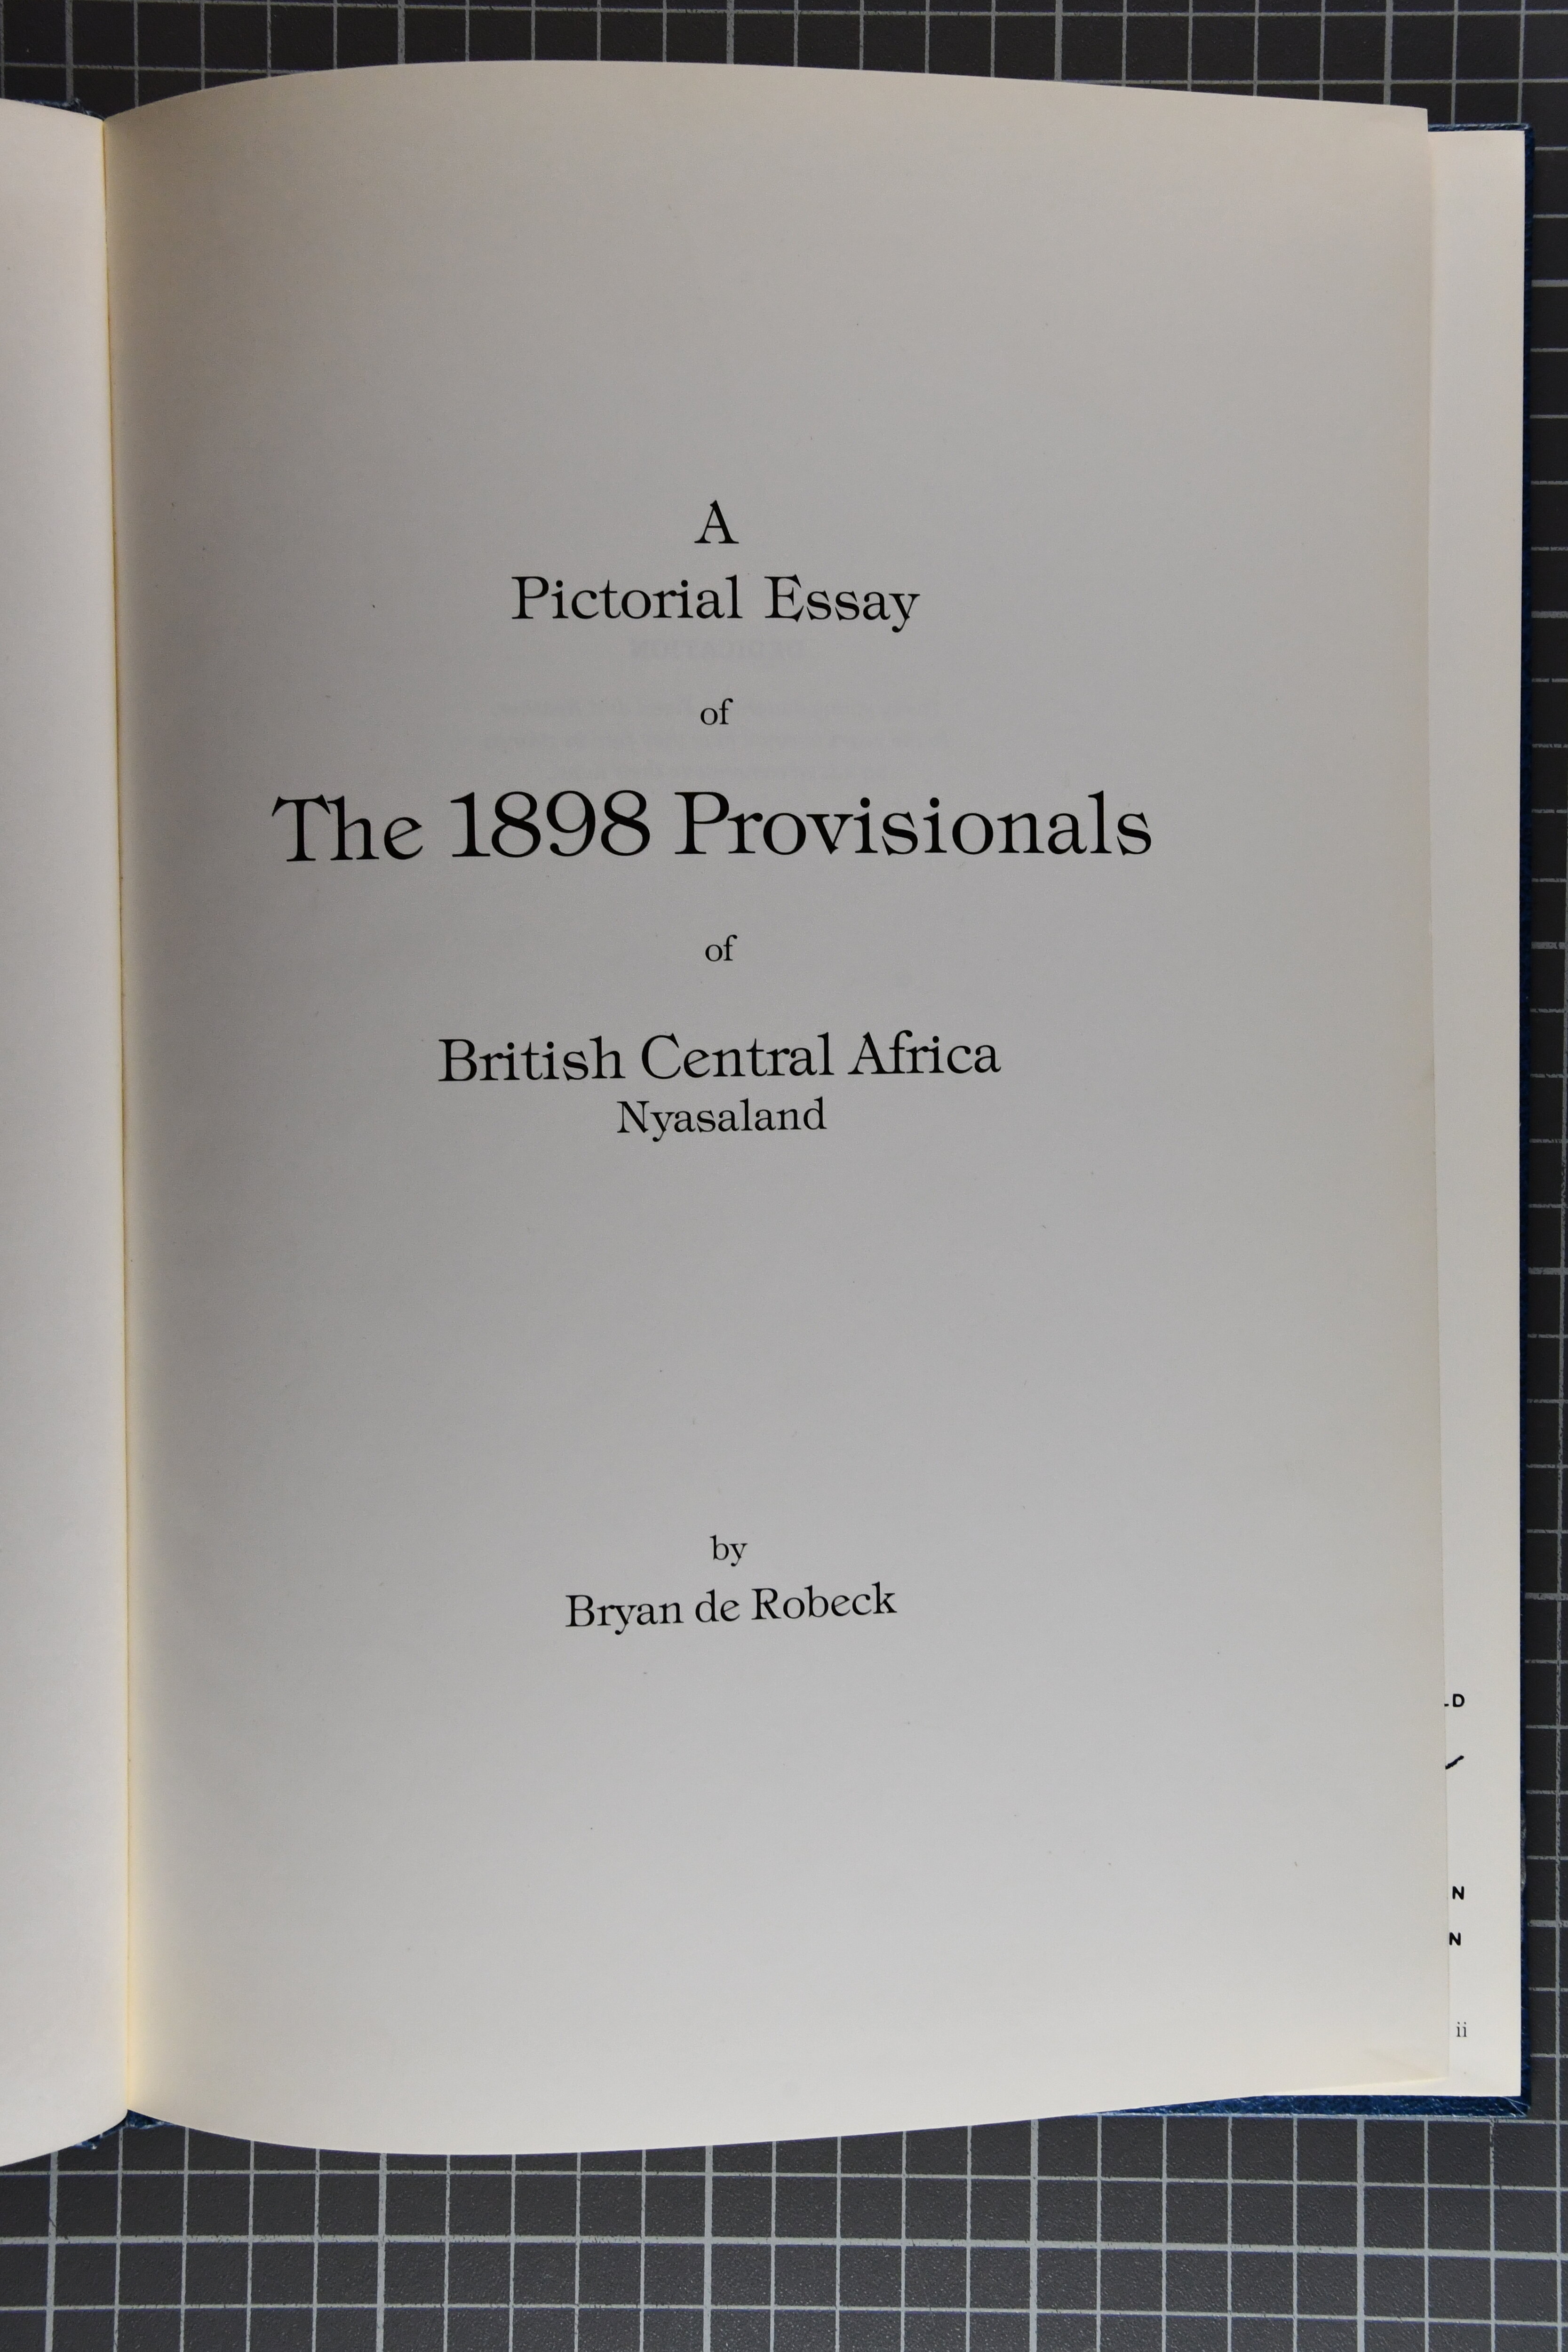 A
Pictorial Essay
of
The 1898 Provisionals
of
British Central Africa
Nyasaland
by
Bryan de Robeck
D
N
N
ii